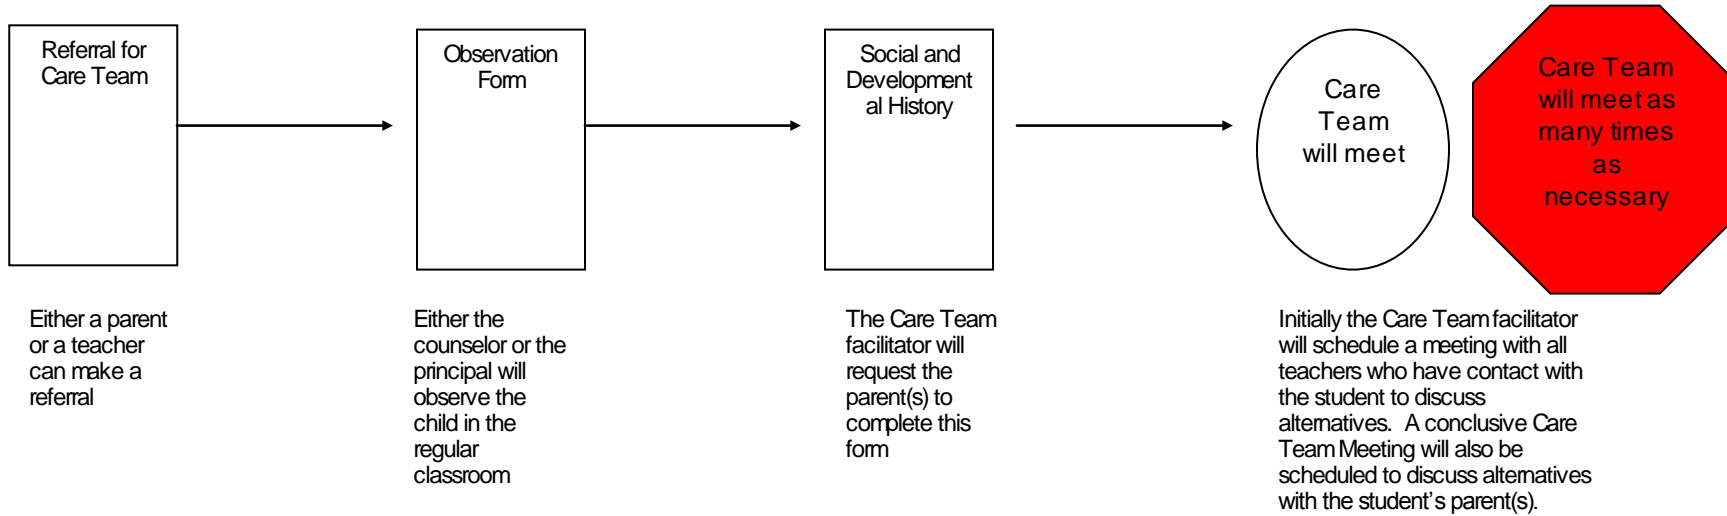 Referral for
Care Team
Observation
Form
Social and
Development
al History
Care
Team
will meet
Care Team
will meet as
many times
as
necessary
Either a parent
or a teacher
can make a
referral
Either the
counselor or the
principal will
observe the
child in the
regular
classroom
The Care Team
facilitator will
request the
parent(s) to
complete this
form
Initially the Care Team facilitator
will schedule a meeting with all
teachers who have contact with
the student to discuss
alternatives.  A conclusive Care
Team Meeting will also be
scheduled to discuss alternatives
with the student’s parent(s).